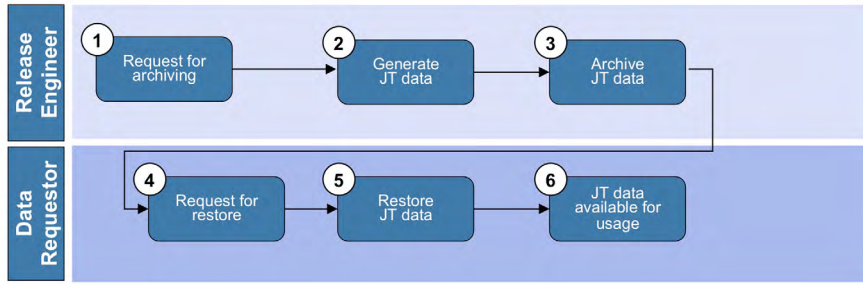 Release
Engineer
1
Request for
archiving
2
Generate
JT data
3
Archive
JT data
Data
Requestor
4
Request for
restore
5
Restore
JT data
6
JT data
available for
usage